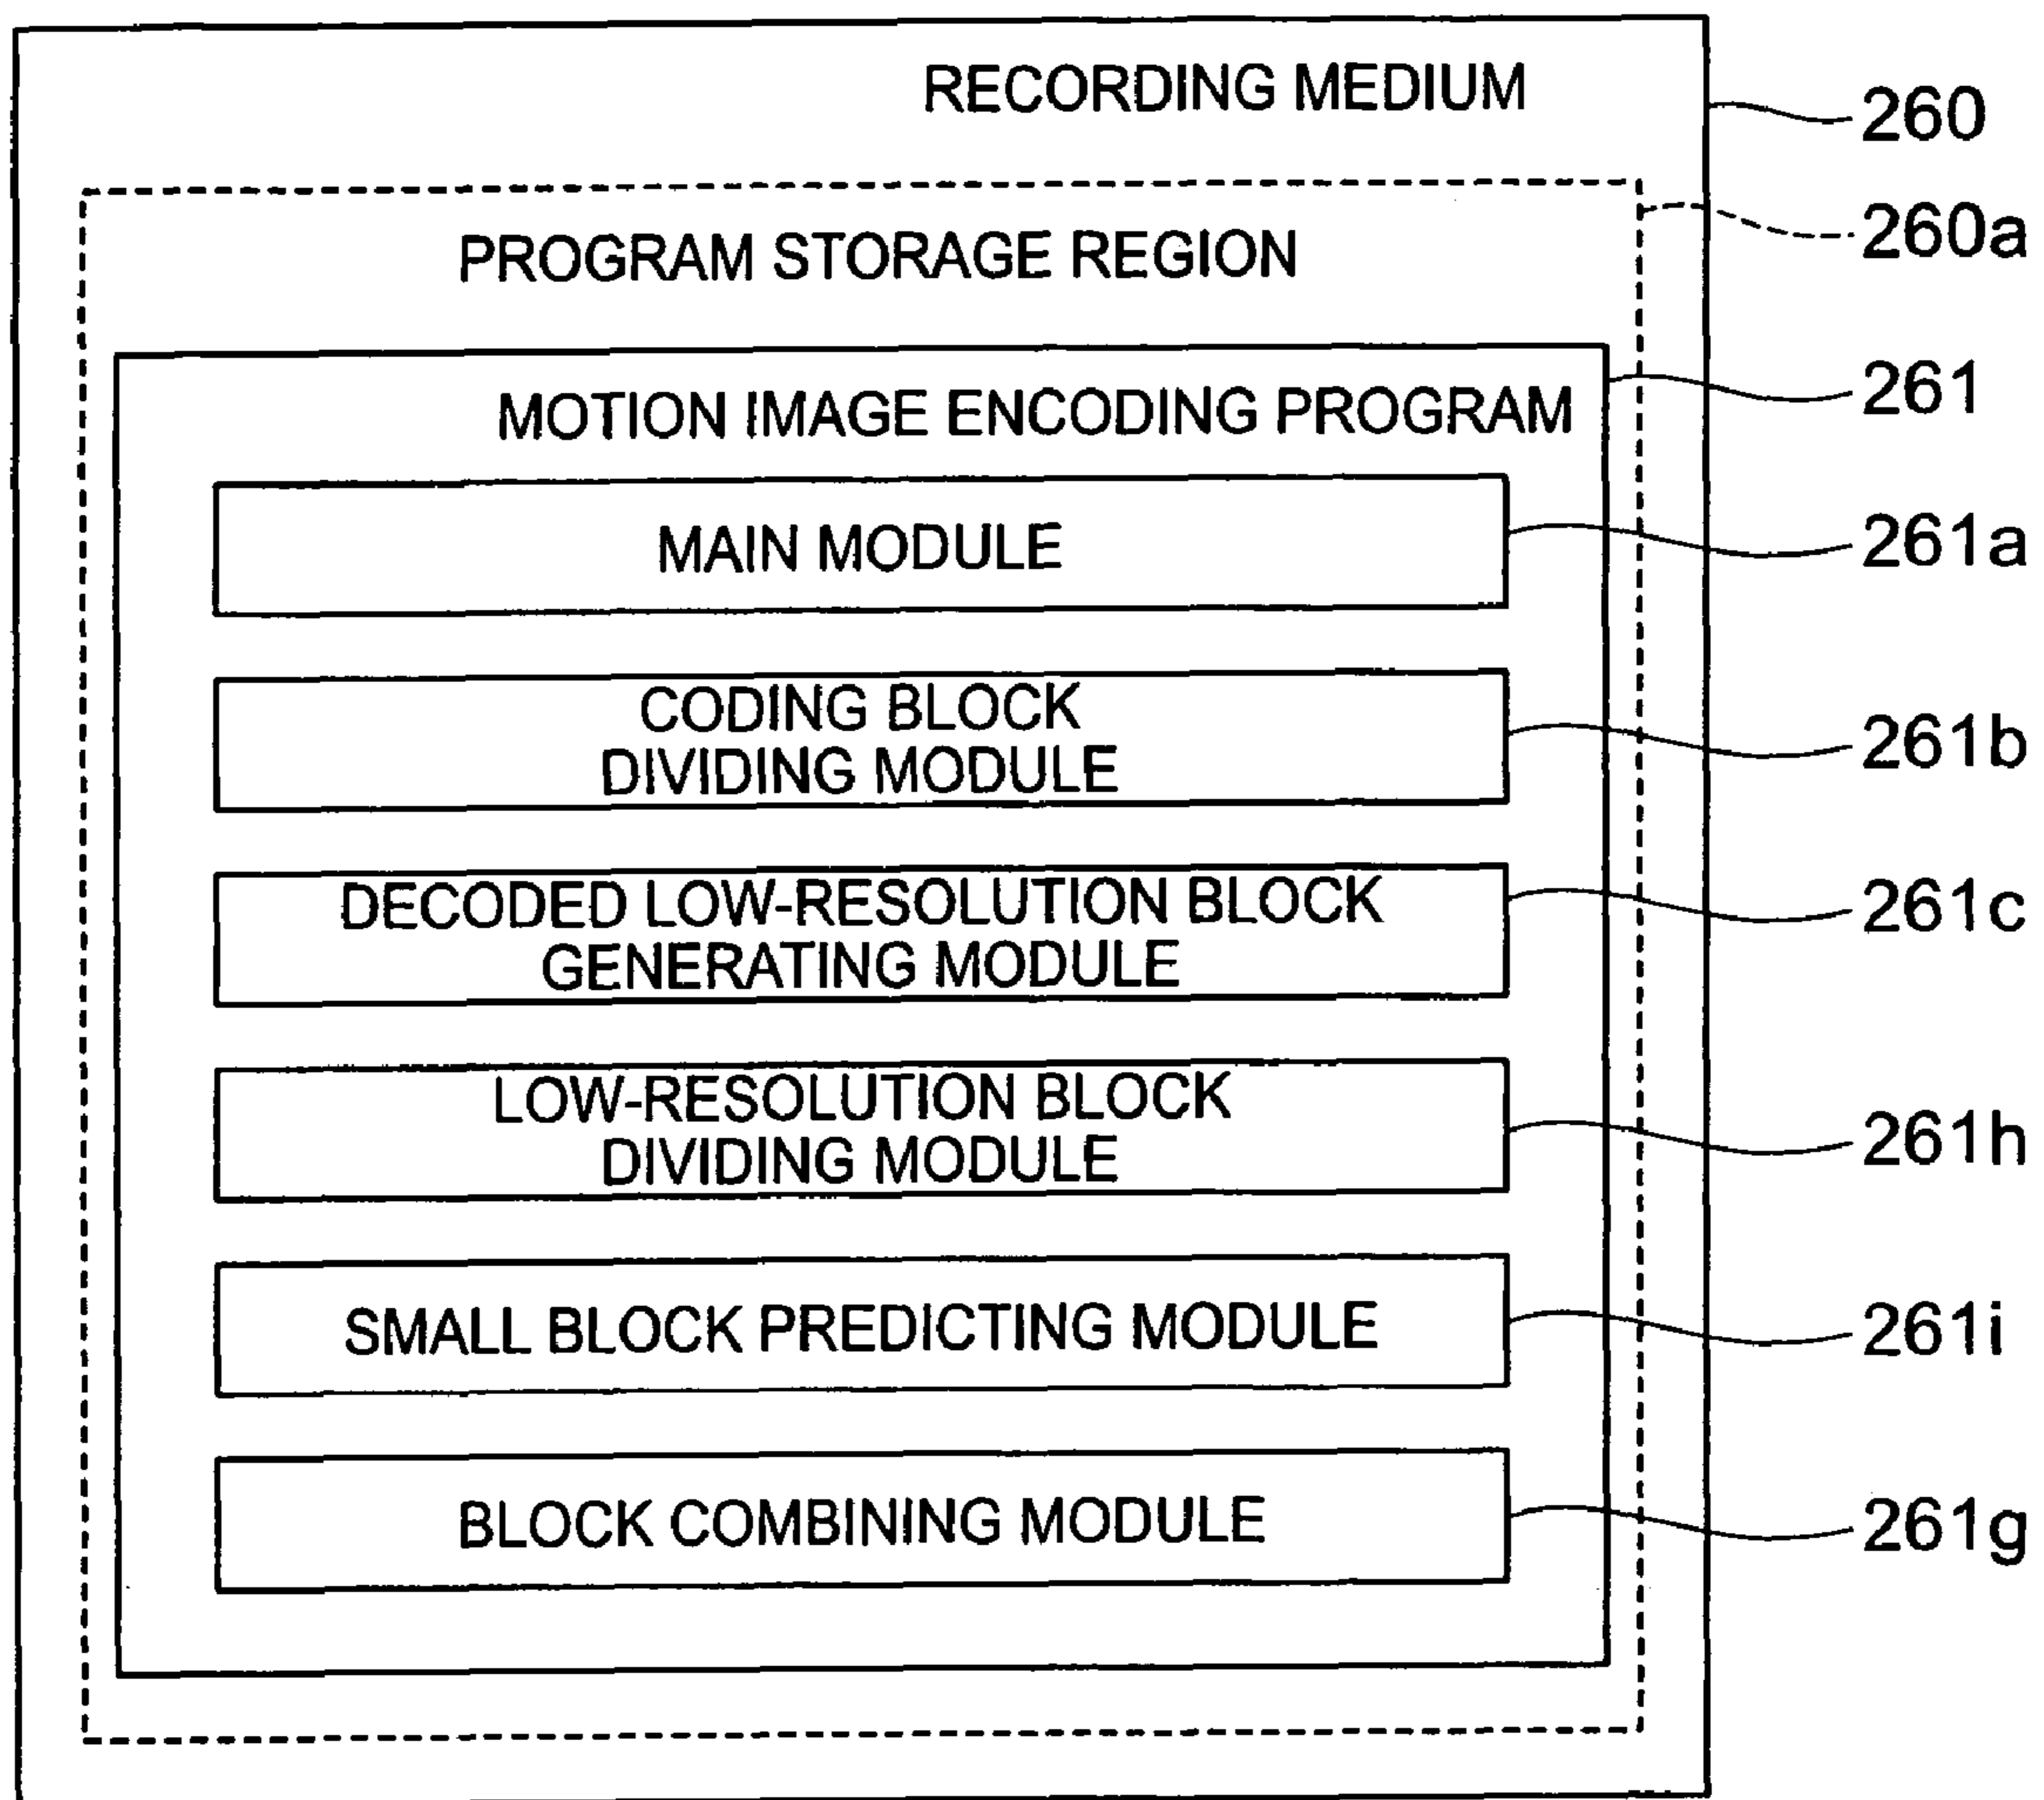 RECORDING MEDIUM
260
260a
PROGRAM STORAGE REGION
261
MOTION IMAGE ENCODING PROGRAM
MAIN MODULE
261a
CODING BLOCK
DIVIDING MODULE
261b
DECODED LOW-RESOLUTION BLOCK
GENERATING MODULE
261c
LOW-RESOLUTION BLOCK
DIVIDING MODULE
261h
SMALL BLOCK PREDICTING MODULE
261i
BLOCK COMBINING MODULE
261g